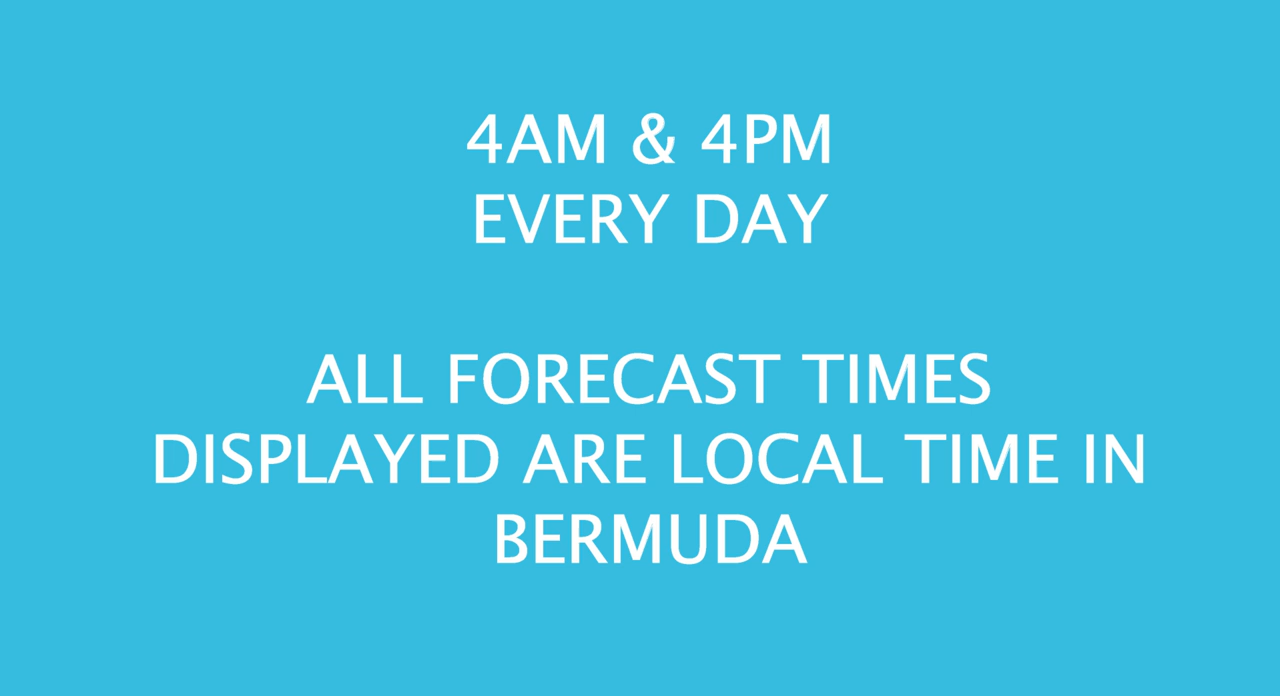 4AM & 4PM
EVERY DAY
ALL FORECAST TIMES
DISPLAYED ARE LOCAL TIME IN
BERMUDA